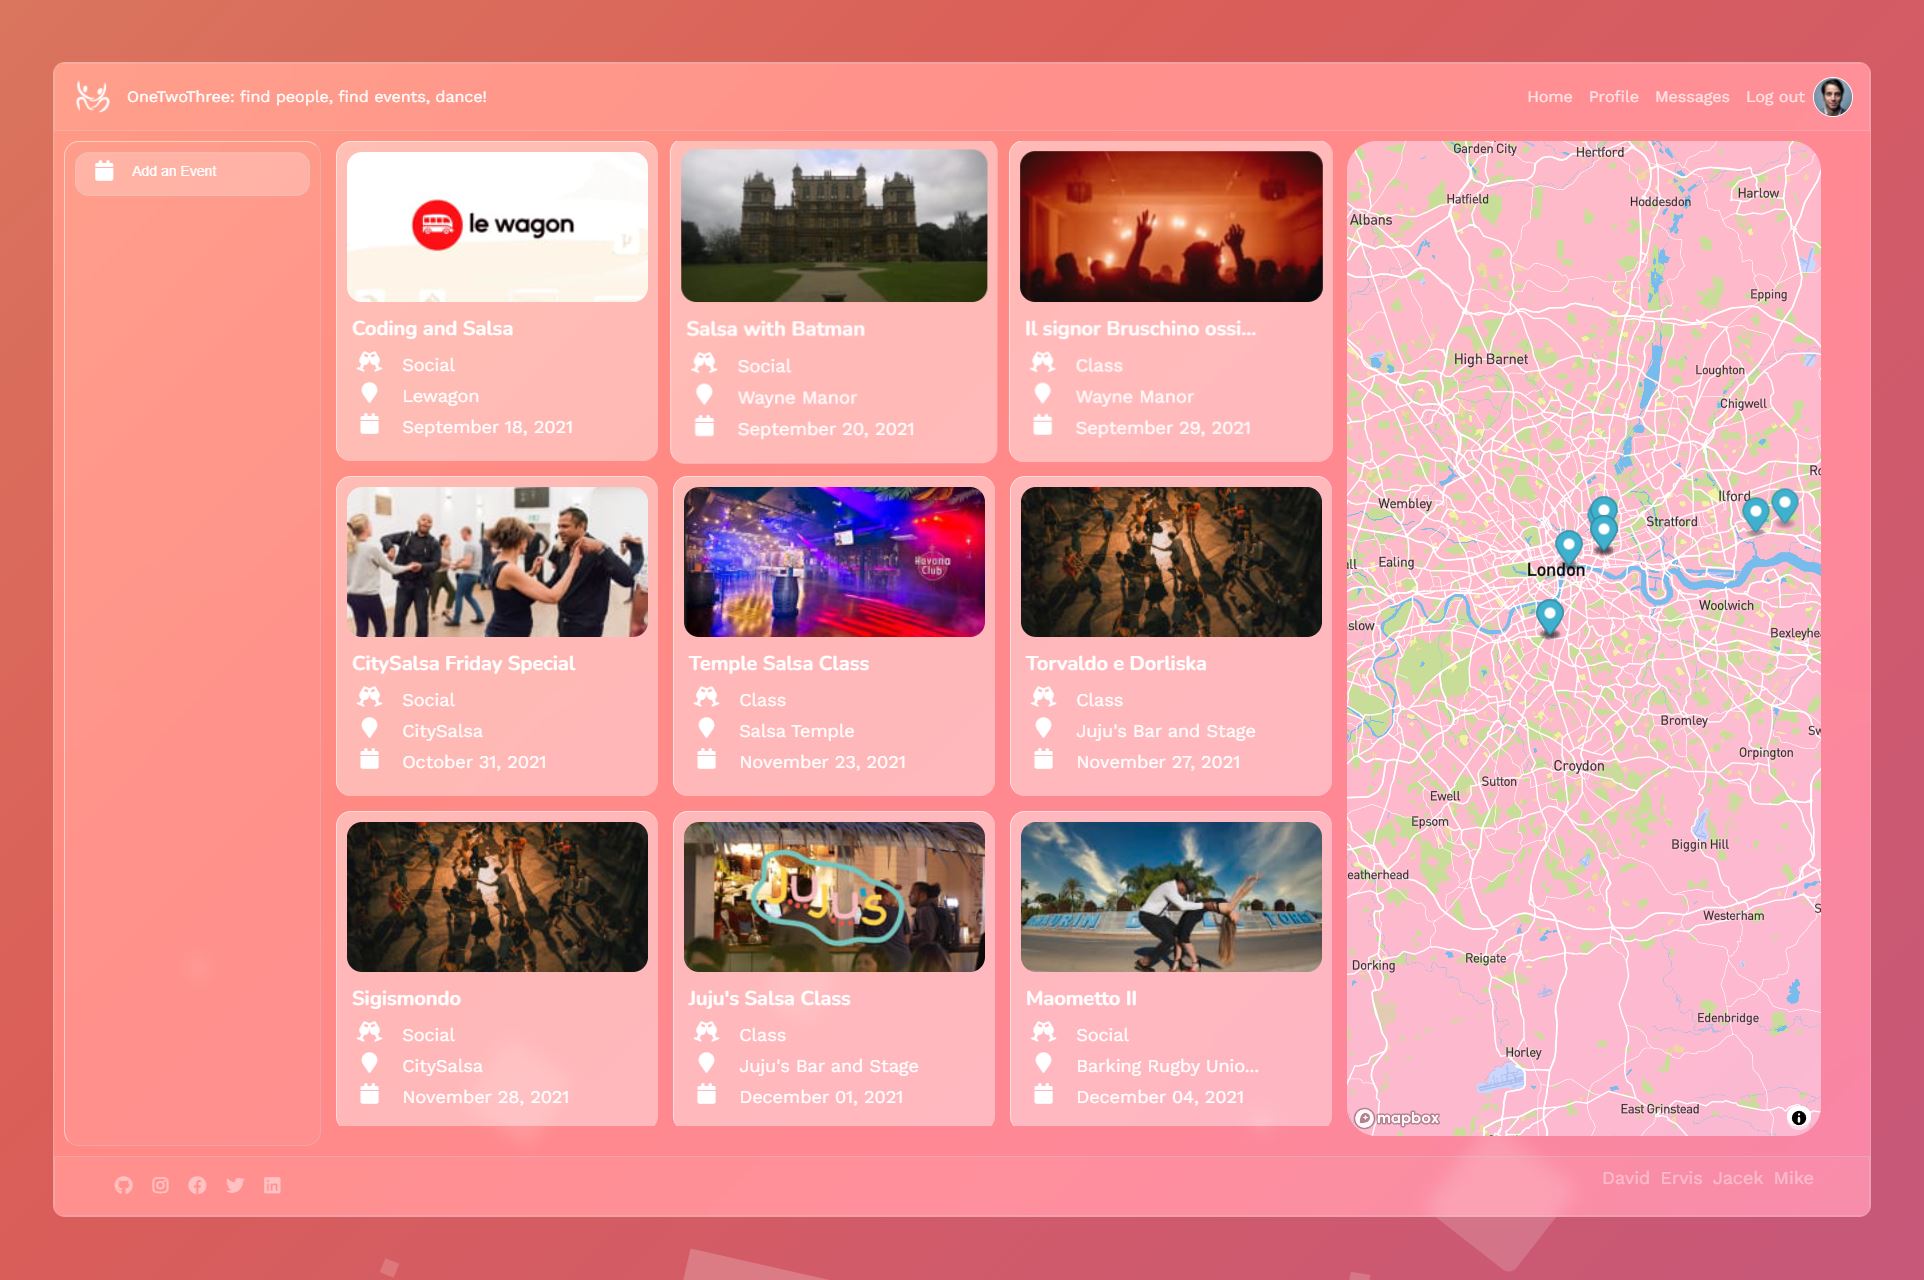 OneTwoThree: find people, find events, dance!
Home Profile Messages Log out
Add an Event
le wagon
Coding and Salsa
Social
Lewagon
September 18, 2021
Salsa with Batman
Social
Wayne Manor
September 20, 2021
Il signor Bruschino ossi...
Class
Wayne Manor
September 29, 2021
CitySalsa Friday Special
Social
CitySalsa
October 31, 2021
Havana
Club
Temple Salsa Class
Class
Salsa Temple
November 23, 2021
Torvaldo e Dorliska
Class
Juju's Bar and Stage
November 27, 2021
Sigismondo
Social
CitySalsa
November 28, 2021
JuJu's
Juju's Salsa Class
Class
Juju's Bar and Stage
December 01, 2021
Maometto II
Social
Barking Rugby Unio...
December 04, 2021
Garden City
Hertford
Harlow
Hatfield
Hoddesdon
Albans
Epping
High Barnet
Loughton
Chigwell
Ro
Wembley
Ilford
Stratford
Ealing
London
Woolwich
slow
Bexleyhe
Bromley
Sw
Orpington
Croydon
Sutton
Ewell
Epsom
Biggin Hill
eatherhead
Westerham
S
Dorking
Reigate
Edenbridge
Horley
East Grinstead
mapbox
David Ervis Jacek Mike